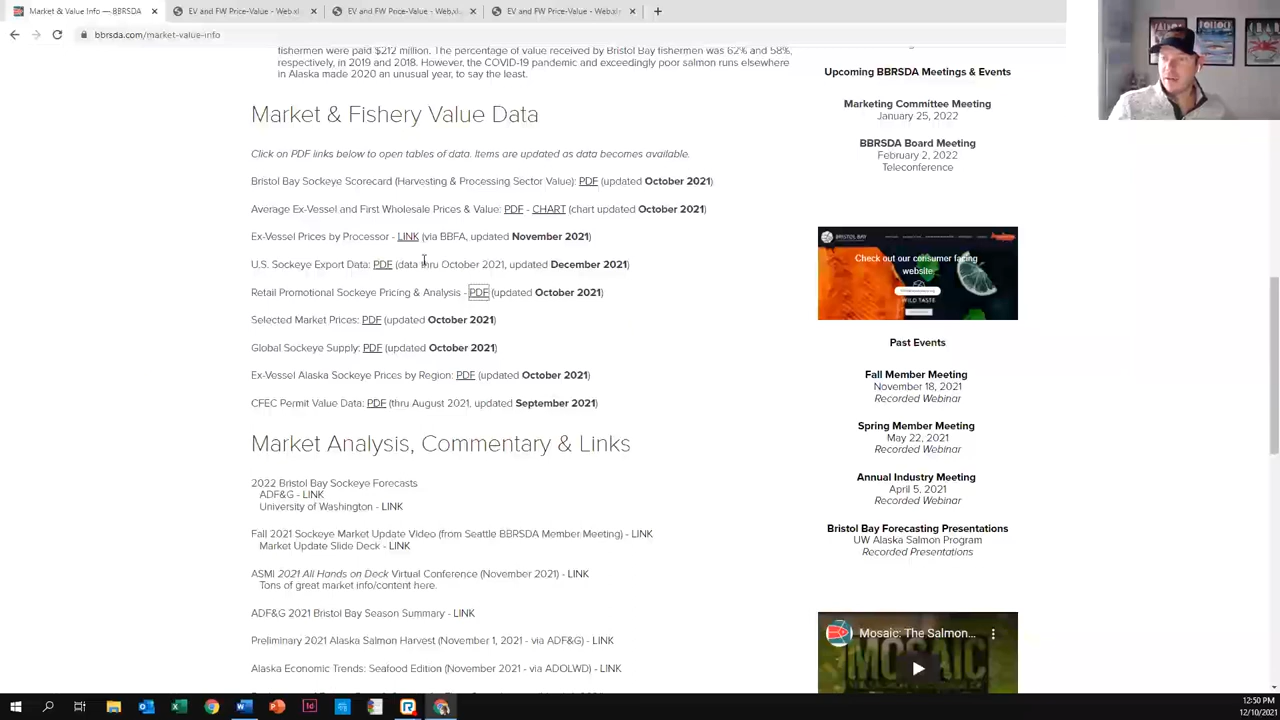 Market & Value Info — BBRSDA
EV and FW Price-Value - Web.xl
EV and FW Price-Value - Web.xl
EV and FW Price-Value - Web.xl
bbrsda.com/market-value-info
fishermen were paid $212 million. The percentage of value received by Bristol Bay fishermen was 62% and 58%,
respectively, in 2019 and 2018. However, the COVID-19 pandemic and exceedingly poor salmon runs elsewhere
in Alaska made 2020 an unusual year, to say the least.
Market & Fishery Value Data
Click on PDF links below to open tables of data. Items are updated as data becomes available.
Bristol Bay Sockeye Scorecard (Harvesting & Processing Sector Value): PDF (updated October 2021)
Average Ex-Vessel and First Wholesale Prices & Value: PDF - CHART (chart updated October 2021)
Ex-Vessel Prices by Processor - LINK (via BBFA, updated November 2021)
U.S. Sockeye Export Data: PDF (data thru October 2021, updated December 2021)
Retail Promotional Sockeye Pricing & Analysis - PDF (updated October 2021)
Selected Market Prices: PDF (updated October 2021)
Global Sockeye Supply: PDF (updated October 2021)
Ex-Vessel Alaska Sockeye Prices by Region: PDF (updated October 2021)
CFEC Permit Value Data: PDF (thru August 2021, updated September 2021)
Market Analysis, Commentary & Links
2022 Bristol Bay Sockeye Forecasts
ADF&G - LINK
University of Washington - LINK
Fall 2021 Sockeye Market Update Video (from Seattle BBRSDA Member Meeting) - LINK
Market Update Slide Deck - LINK
ASMI 2021 All Hands on Deck Virtual Conference (November 2021) - LINK
Tons of great market info/content here.
ADF&G 2021 Bristol Bay Season Summary - LINK
Preliminary 2021 Alaska Salmon Harvest (November 1, 2021 - via ADF&G) - LINK
Alaska Economic Trends: Seafood Edition (November 2021 - via ADOLWD) - LINK
Upcoming BBRSDA Meetings & Events
Marketing Committee Meeting
January 25, 2022
BBRSDA Board Meeting
February 2, 2022
Teleconference
BRISTOL BAY
Check out our consumer facing
website
WILD TASTE
Past Events
Fall Member Meeting
November 18, 2021
Recorded Webinar
Spring Member Meeting
May 22, 2021
Recorded Webinar
Annual Industry Meeting
April 5, 2021
Recorded Webinar
Bristol Bay Forecasting Presentations
UW Alaska Salmon Program
Recorded Presentations
Mosaic: The Salmon...
MOSAIC
POLLOCK
CRAB
12:50 PM
12/10/2021